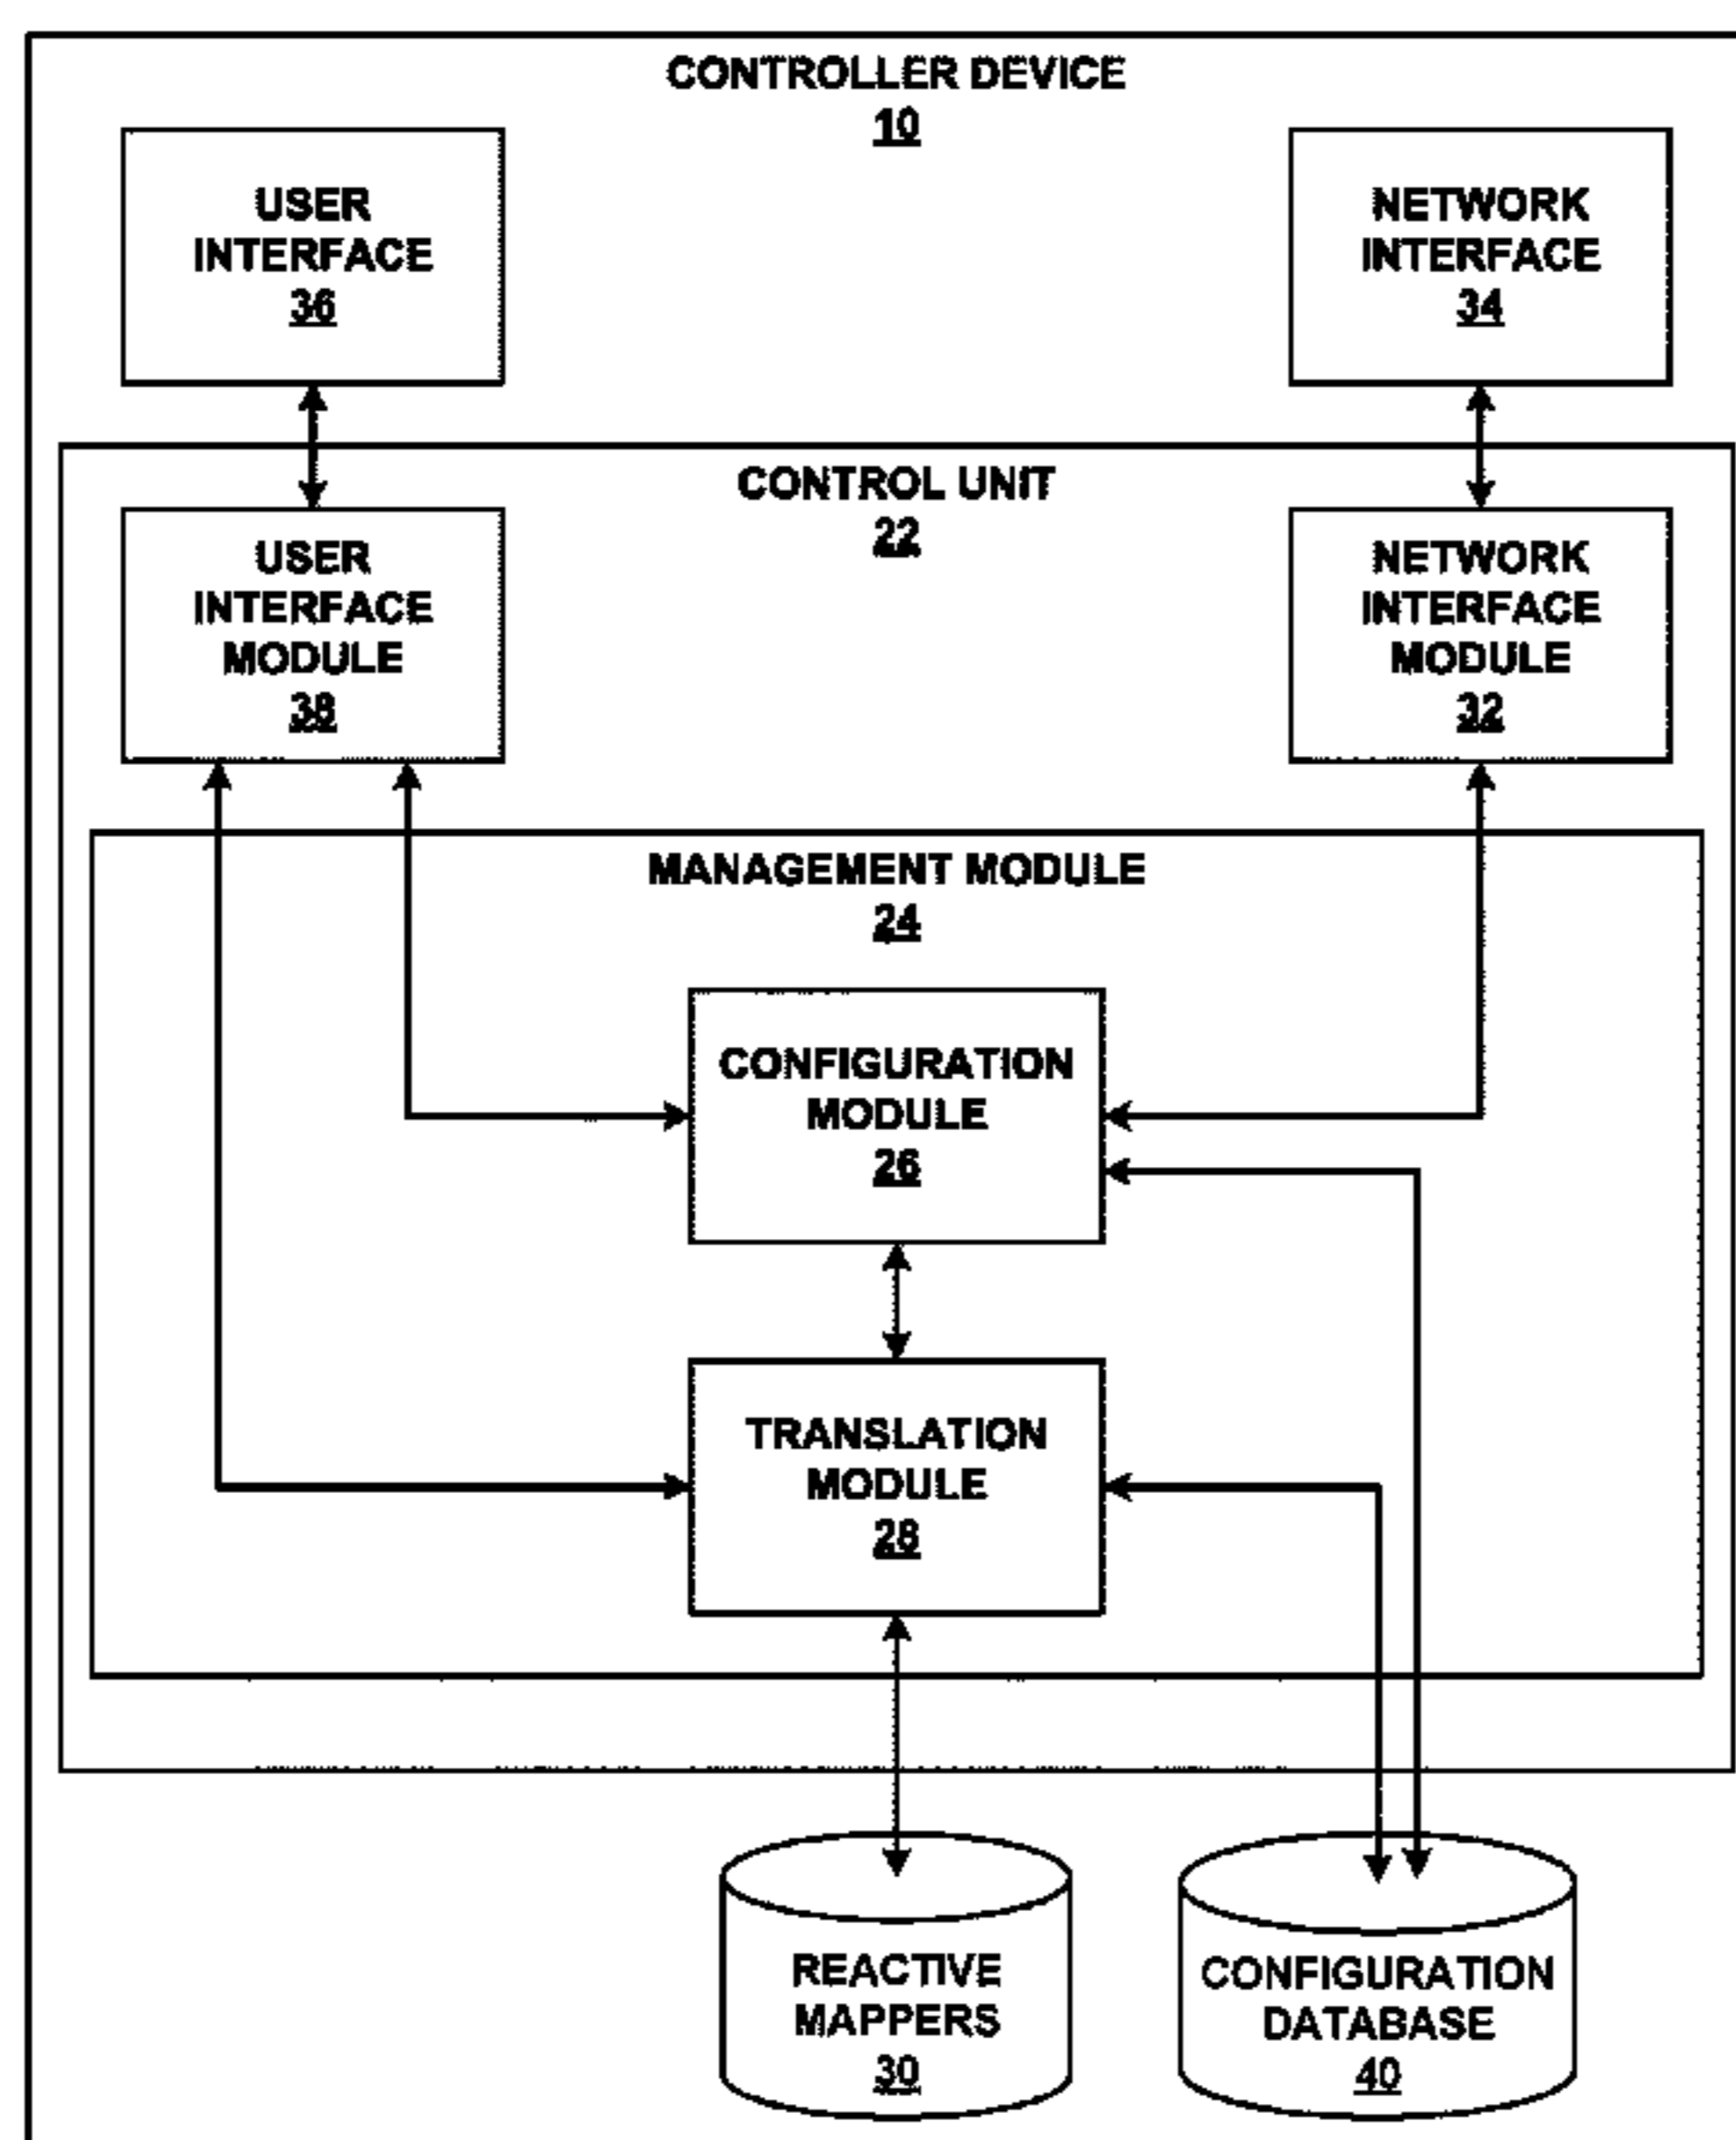 CONTROLLER DEVICE
10
USER
INTERFACE
36
NETWORK
INTERFACE
34
CONTROL UNIT
22
USER
INTERFACE
MODULE
38
NETWORK
INTERFACE
MODULE
32
MANAGEMENT MODULE
24
CONFIGURATION
MODULE
26
TRANSLATION
MODULE
28
REACTIVE
MAPPERS
30
CONFIGURATION
DATABASE
40